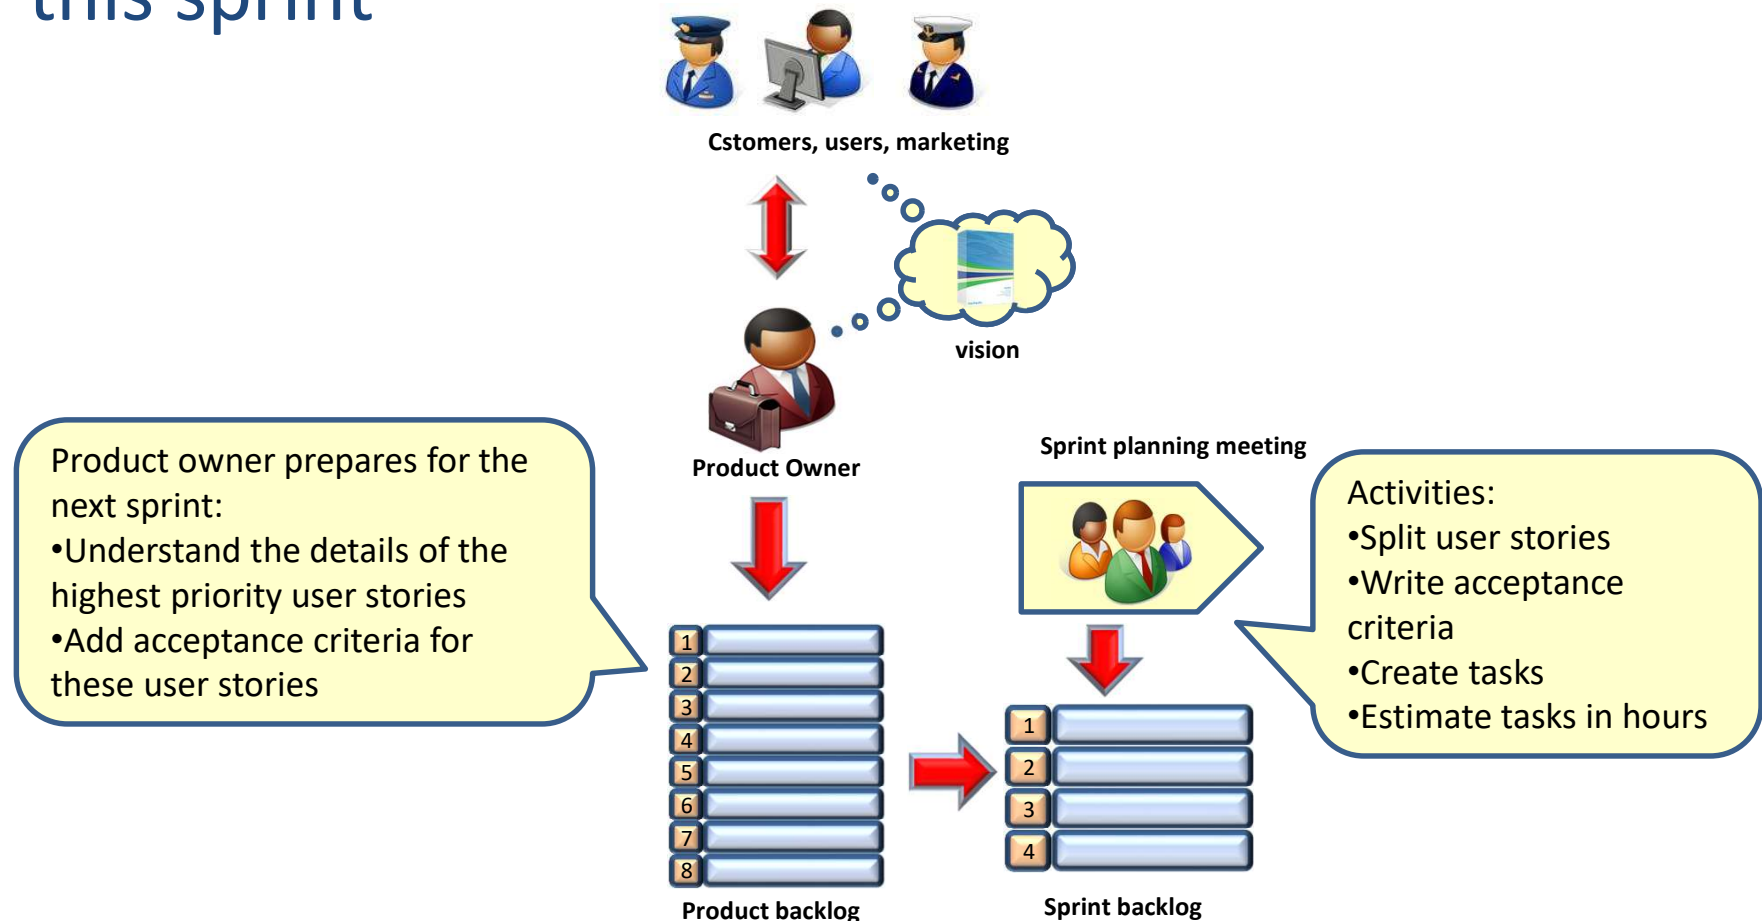 this sprint
Cstomers, users, marketing
vision
Product Owner
Product owner prepares for the
next sprint:
•Understand the details of the
highest priority user stories
•Add acceptance criteria for
these user stories
Sprint planning meeting
Activities:
•Split user stories
•Write acceptance
criteria
•Create tasks
•Estimate tasks in hours
1
2
3
4
5
6
7
8
Product backlog
1
2
3
4
Sprint backlog